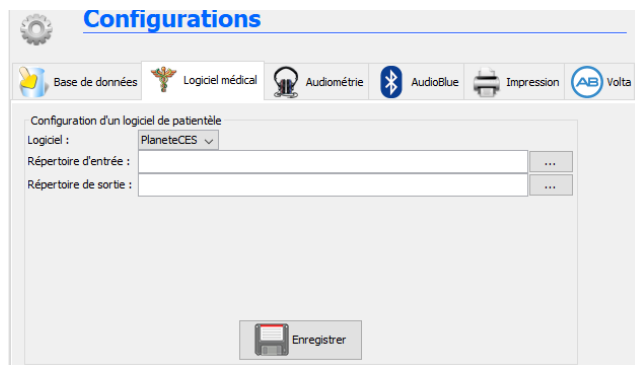 Configurations
Base de données Logiciel médical Audiométrie AudioBlue Impression AB Volta
Configuration d'un logiciel de patientèle
Logiciel : PlaneteCES
Répertoire d'entrée : ...
Répertoire de sortie : ...
Enregistrer